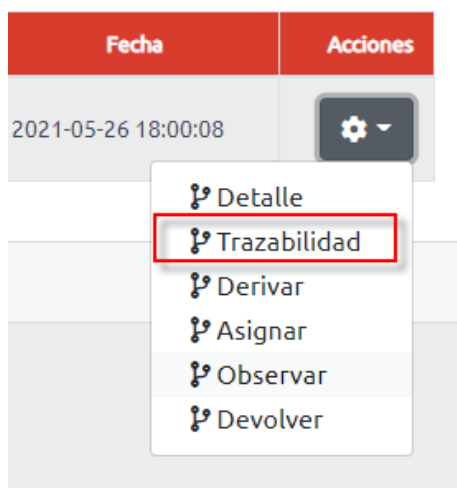 Fecha Acciones
2021-05-26 18:00:08
Detalle
Trazabilidad
Derivar
Asignar
Observar
Devolver